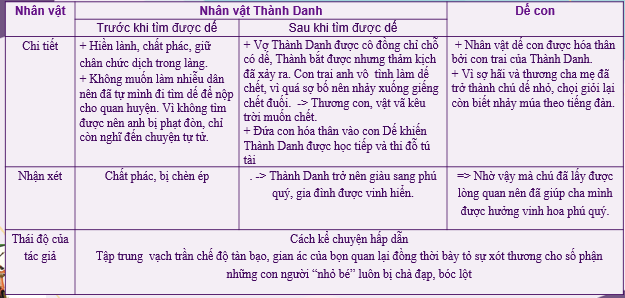 Nhân vật
Nhân vật Thành Danh
Dế con
Trước khi tìm được dế
Sau khi tìm được dế
Chi tiết
+ Hiền lành, chất phác, giữ
chân chức dịch trong làng.
+ Không muốn làm nhiễu dân
nên đã tự mình đi tìm dế để nộp
cho quan huyện. Vì không tìm
được nên anh bị phạt đòn, chỉ
còn nghĩ đến chuyện tự tử.
+ Vợ Thành Danh được cô đồng chỉ chỗ
có dế, Thành bắt được nhưng thảm kịch
đã xảy ra. Con trai anh vô tình làm dế
chết, vì quá sợ bố nên nhảy xuống giếng
chết đuối. -> Thương con, vật vã kêu
trời muốn chết.
+ Đứa con hóa thân vào con Dế khiến
Thành Danh được học tiếp và thi đỗ tú
tài
+ Nhân vật dế con được hóa thân
bởi con trai của Thành Danh.
+ Vì sợ hãi và thương cha mẹ đã
trở thành chú dế nhỏ, chọi giỏi lại
còn biết nhảy múa theo tiếng đàn.
Nhận xét
Chất phác, bị chèn ép
. -> Thành Danh trở nên giàu sang phú
quý, gia đình được vinh hiển.
=> Nhờ vậy mà chú đã lấy được
lòng quan nên đã giúp cha mình
được hưởng vinh hoa phú quý.
Thái độ của
tác giả
Cách kể chuyện hấp dẫn
Tập trung vạch trần chế độ tàn bạo, gian ác của bọn quan lại đồng thời bày tỏ sự xót thương cho số phận
những con người “nhỏ bé” luôn bị chả đạp, bóc lột